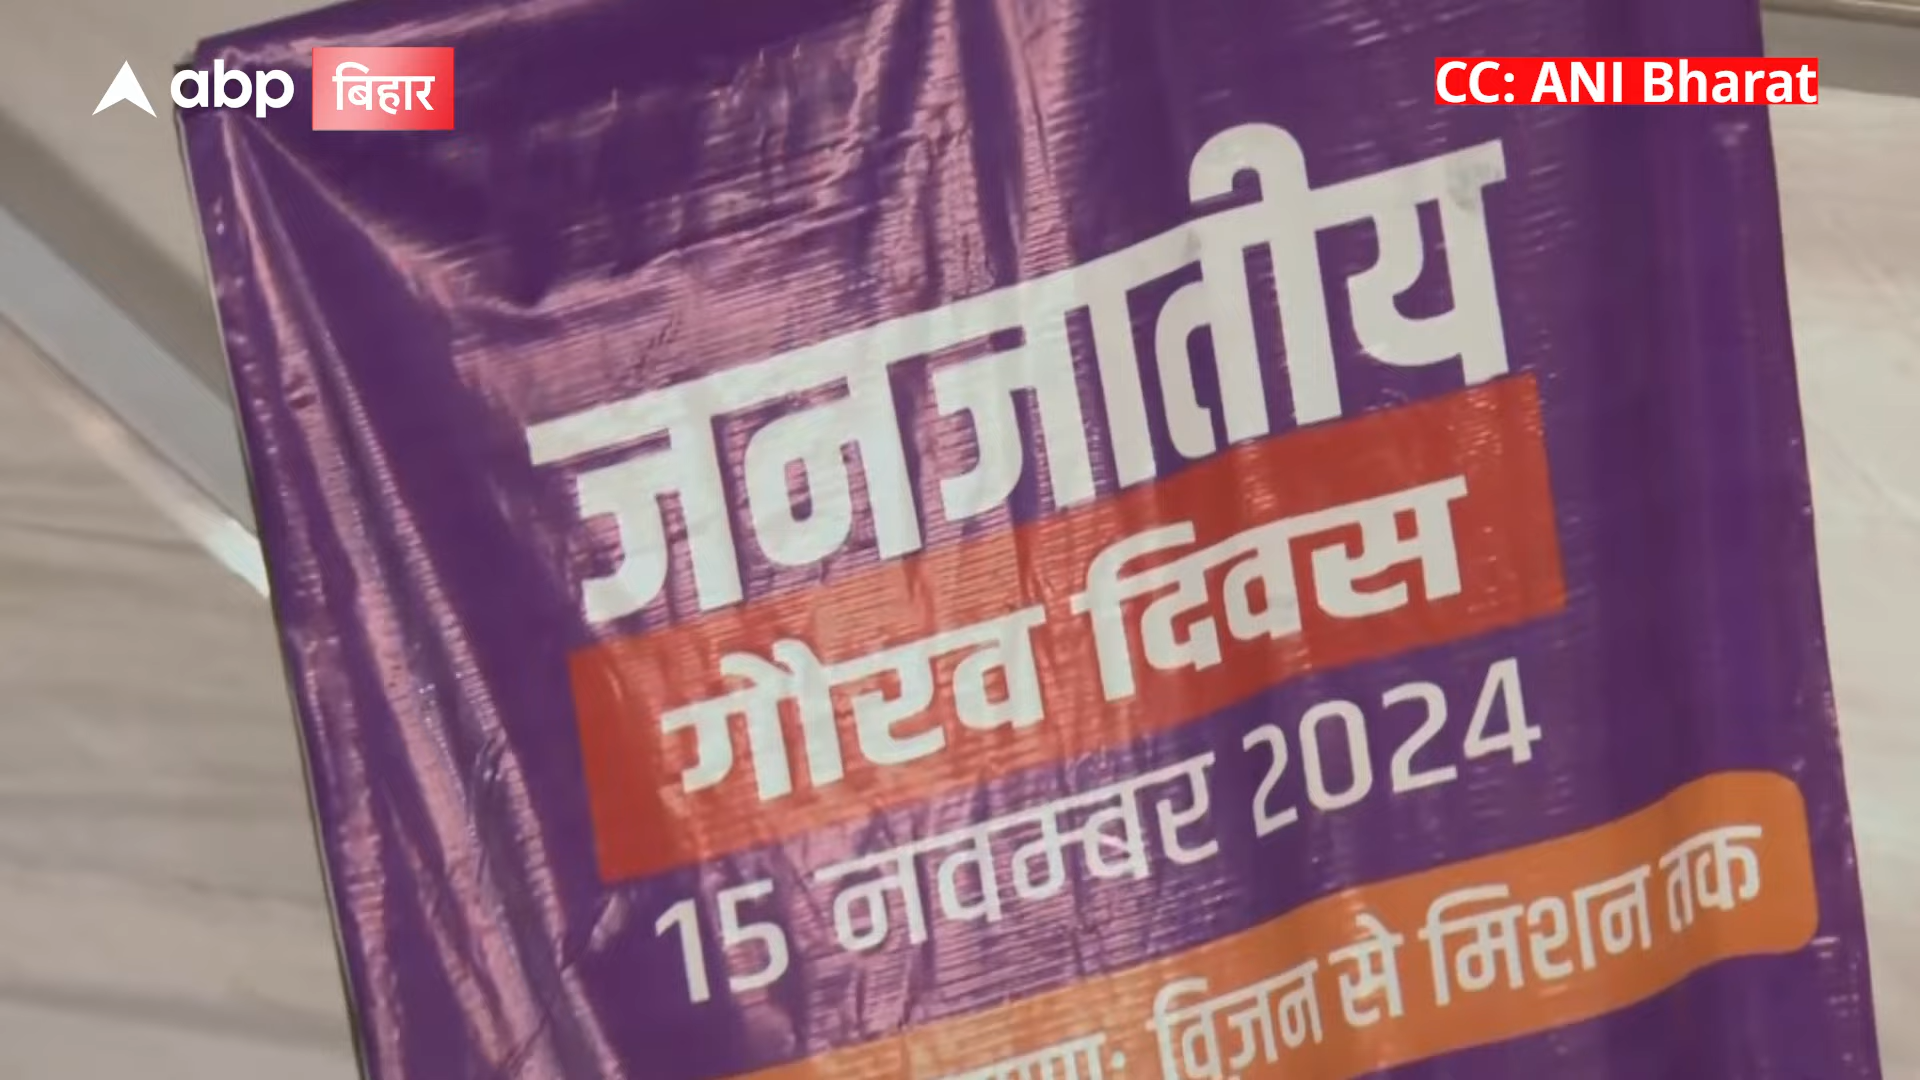 abp बिहार
CC: ANI Bharat
जनजातीय
गौरव दिवस
15 नवम्बर 2024
विज़न से मिशन तक